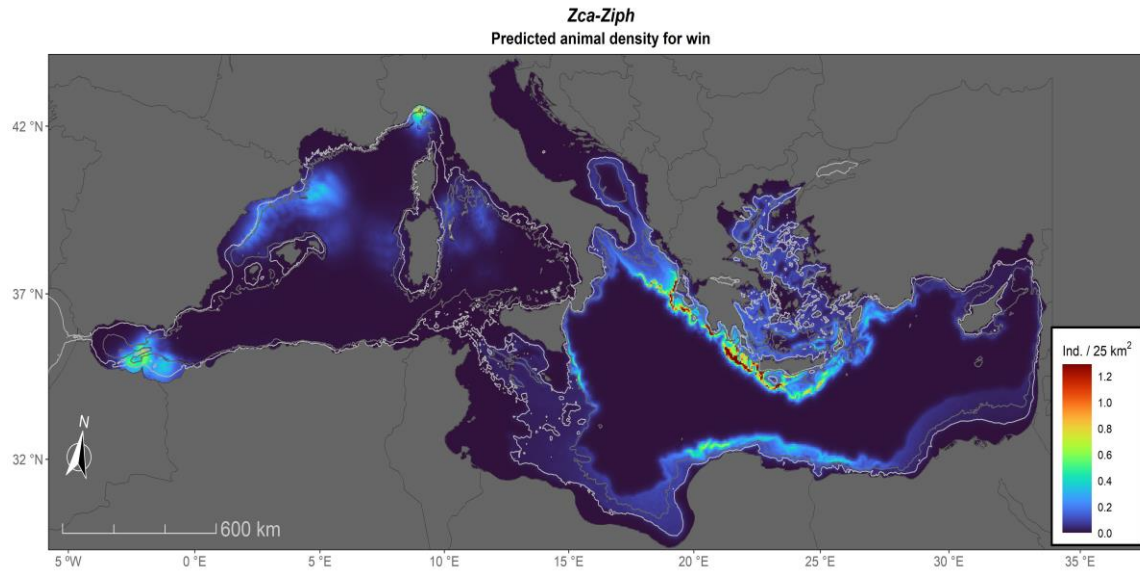 Zca-Ziph
Predicted animal density for win
42 °N
37 °N
32 °N
N
600 km
Ind. / 25 km²
1.2
1.0
0.8
0.6
0.4
0.2
0.0
5 °W
0 °E
5 °E
10 °E
15 °E
20 °E
25 °E
30 °E
35 °E